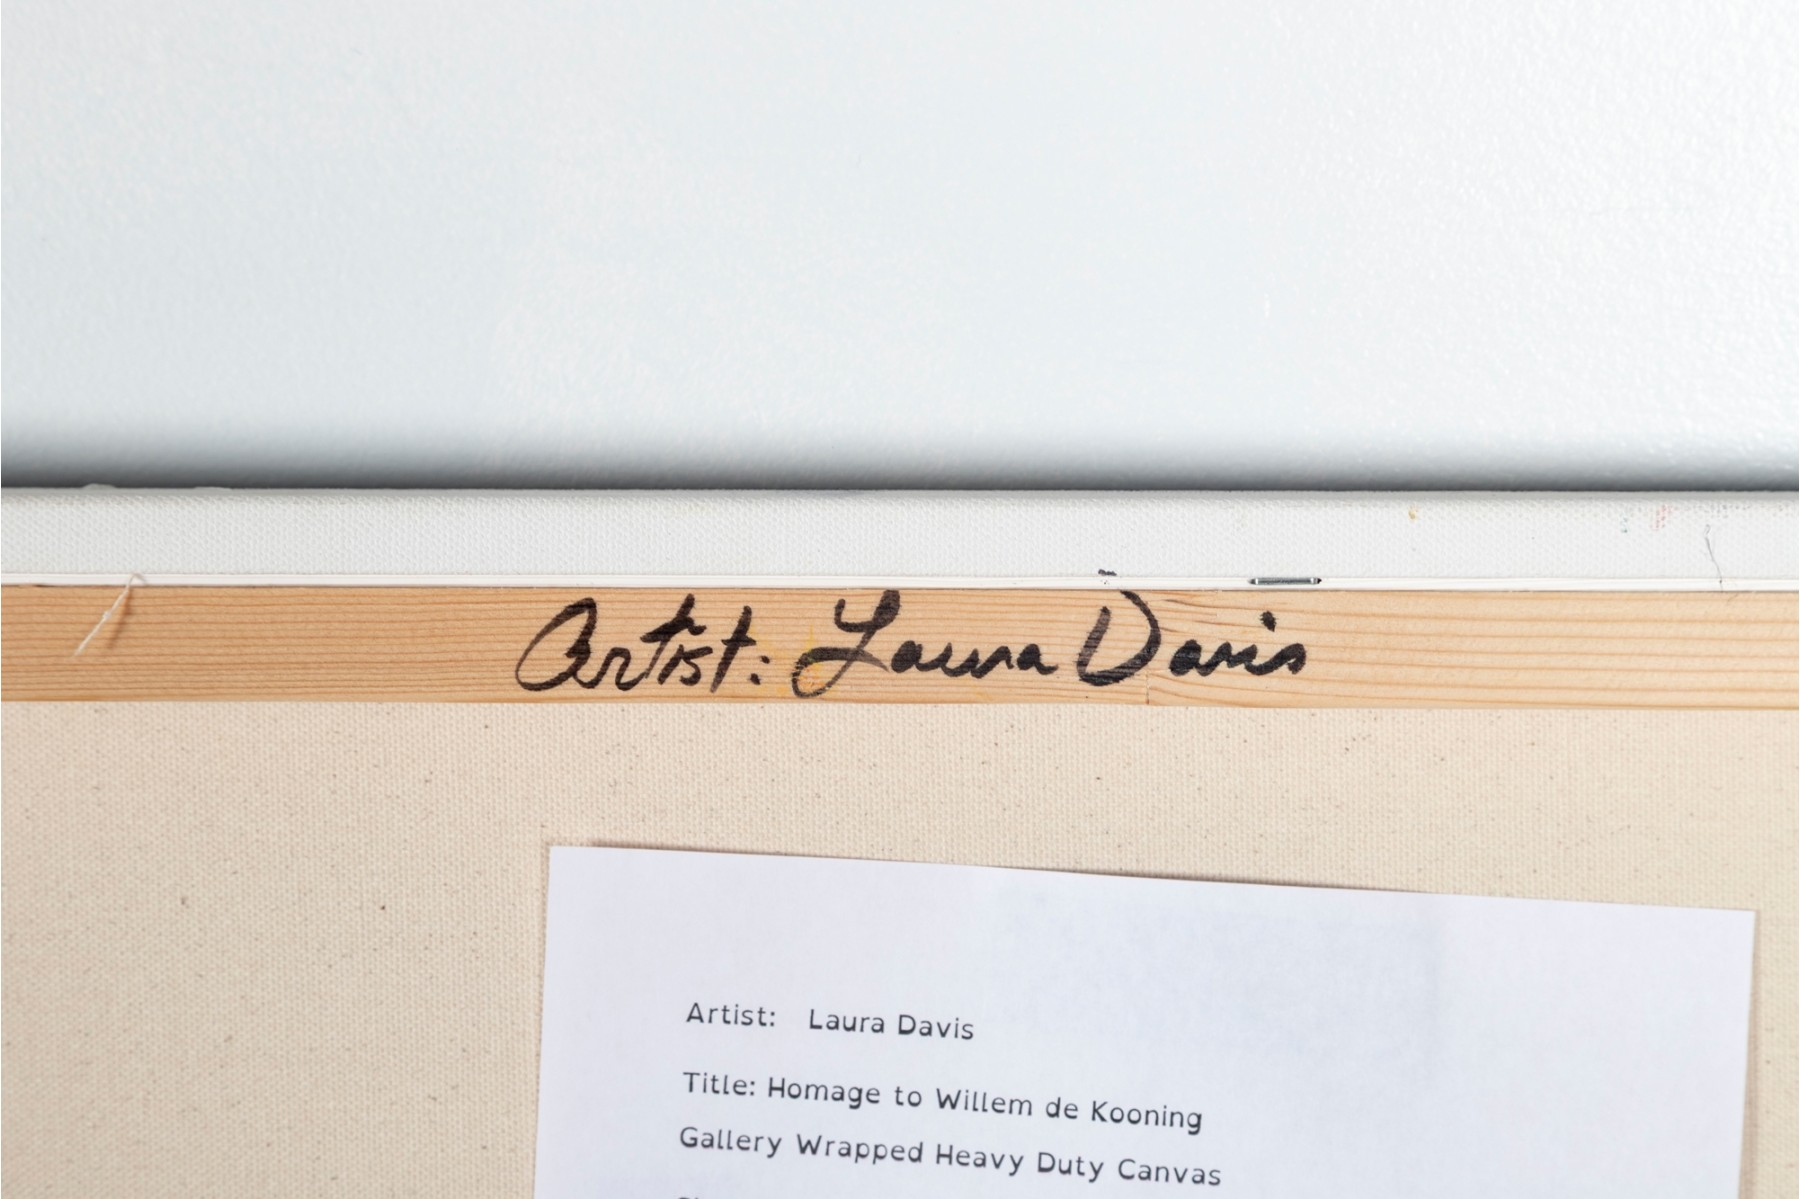 Artist: Laura Davis
Artist: Laura Davis
Title: Homage to Willem de Kooning
Gallery Wrapped Heavy Duty Canvas